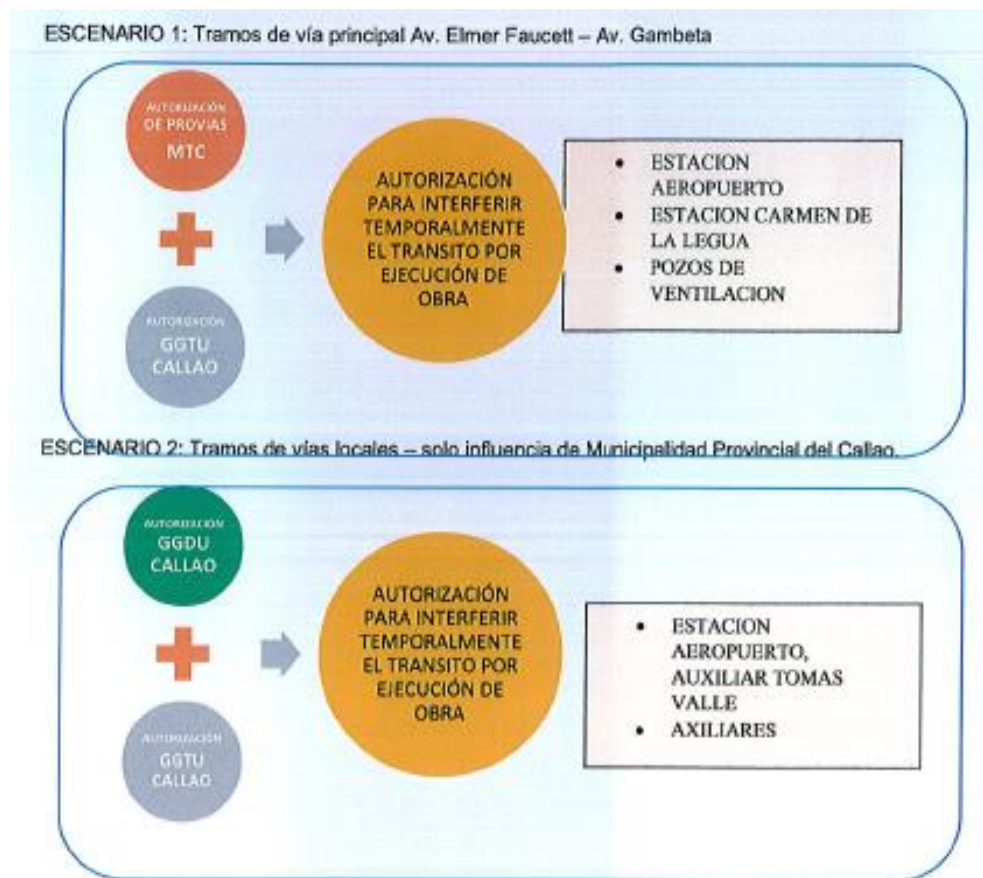 ESCENARIO 1: Tramos de vía principal Av. Elmer Faucett – Av. Gambeta
AUTORIZACIÓN
DE PROVIAS
MTC
AUTORIZACIÓN
GGTU
CALLAO
AUTORIZACIÓN
PARA INTERFERIR
TEMPORALMENTE
EL TRANSITO POR
EJECUCIÓN DE
OBRA
• ESTACION
AEROPUERTO
• ESTACION CARMEN DE
LA LEGUA
• POZOS DE
VENTILACION
ESCENARIO 2: Tramos de vías locales – solo influencia de Municipalidad Provincial del Callao.
AUTORIZACIÓN
GGDU
CALLAO
AUTORIZACIÓN
GGTU
CALLAO
AUTORIZACIÓN
PARA INTERFERIR
TEMPORALMENTE
EL TRANSITO POR
EJECUCIÓN DE
OBRA
• ESTACION
AEROPUERTO,
AUXILIAR TOMAS
VALLE
• AXILIARES